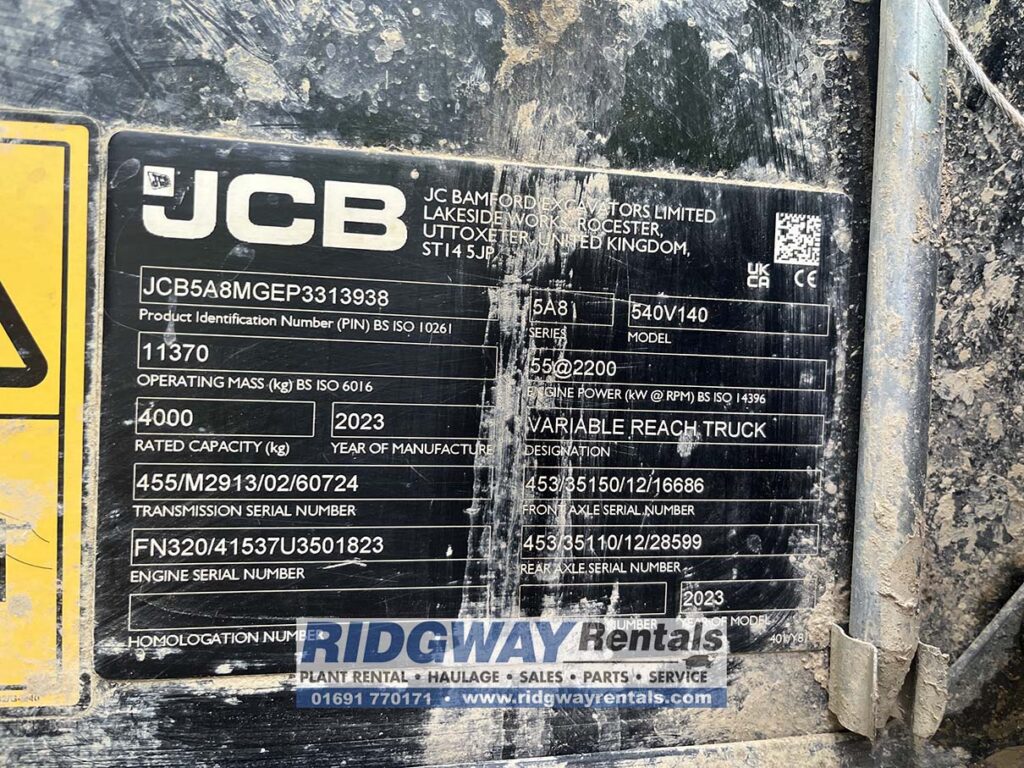 JCB
JC BAMFORD EXCAVATORS LIMITED
LAKESIDE WORKS, ROCESTER,
UTTOXETER, UNITED KINGDOM,
ST14 5JP
UK
CA CE
JCB5A8MGEP3313938
Product Identification Number (PIN) BS ISO 10261
5A8
SERIES
540V140
MODEL
11370
OPERATING MASS (kg) BS ISO 6016
55@2200
ENGINE POWER (kW @ RPM) BS ISO 14396
4000
RATED CAPACITY (kg)
2023
YEAR OF MANUFACTURE
VARIABLE REACH TRUCK
DESIGNATION
455/M2913/02/60724
TRANSMISSION SERIAL NUMBER
453/35150/12/16686
FRONT AXLE SERIAL NUMBER
FN320/41537U3501823
ENGINE SERIAL NUMBER
453/35110/12/28599
REAR AXLE SERIAL NUMBER
HOMOLOGATION NUMBER
NUMBER
2023
YEAR OF MODEL
RIDGWAY Rentals
PLANT RENTAL • HAULAGE • SALES • PARTS • SERVICE
01691 770171 • www.ridgwayrentals.com